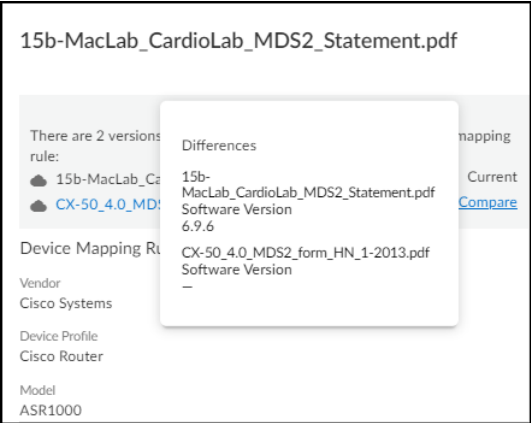 15b-MacLab_CardioLab_MDS2_Statement.pdf
There are 2 versions mapping
rule:
15b-MacLab_Ca Current
CX-50_4.0_MDS Compare
Differences
15b-
MacLab_CardioLab_MDS2_Statement.pdf
Software Version
6.9.6
CX-50_4.0_MDS2_form_HN_1-2013.pdf
Software Version
—
Device Mapping Ru
Vendor
Cisco Systems
Device Profile
Cisco Router
Model
ASR1000